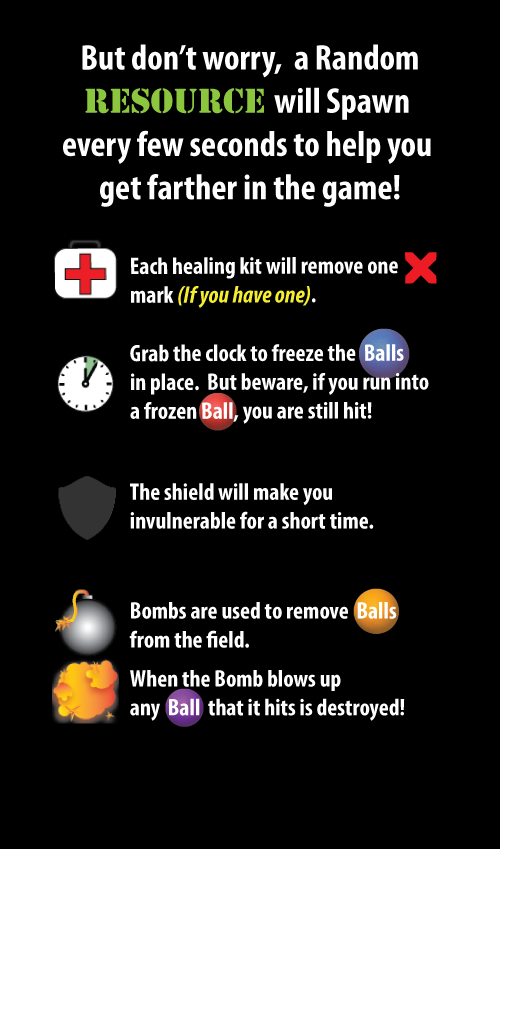 But don't worry,  a Random
RESOURCE will Spawn
every few seconds to help you
get farther in the game!
Each healing kit will remove one
mark (If you have one).
Grab the clock to freeze the Balls
in place.  But beware, if you run into
a frozen Ball, you are still hit!
The shield will make you
invulnerable for a short time.
Bombs are used to remove Balls
from the field.
When the Bomb blows up
any Ball that it hits is destroyed!